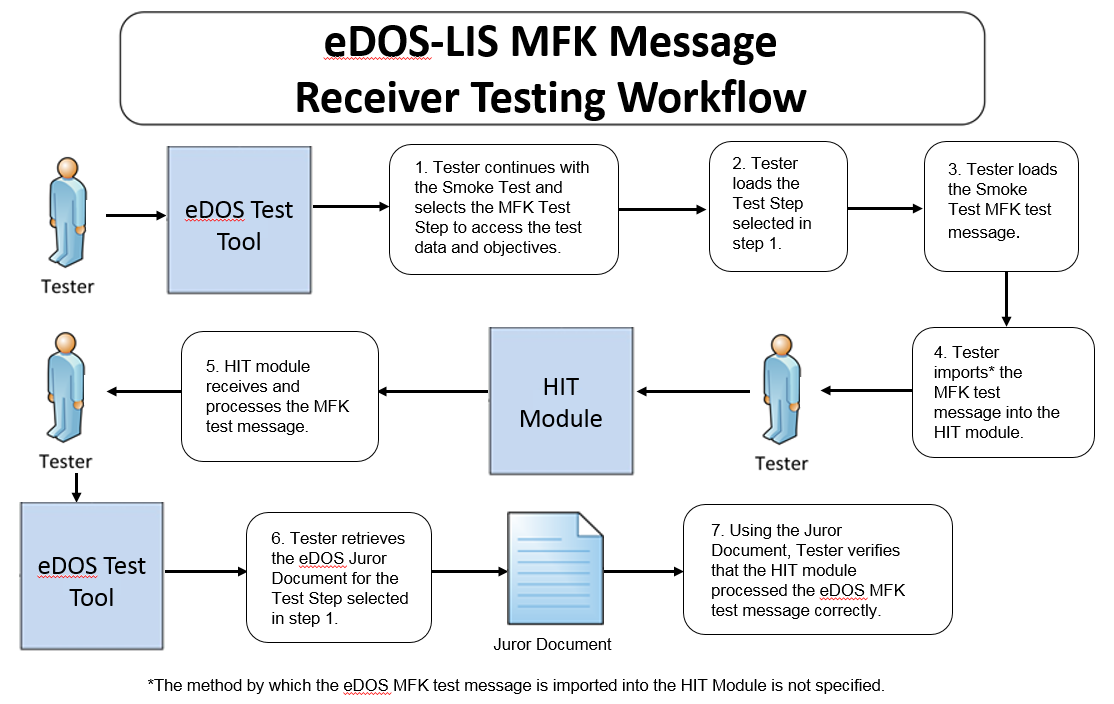 eDOS-LIS MFK Message
Receiver Testing Workflow
Tester
eDOS Test
Tool
1. Tester continues with
the Smoke Test and
selects the MFK Test
Step to access the test
data and objectives.
2. Tester
loads the
Test Step
selected in
step 1.
3. Tester loads
the Smoke
Test MFK test
message.
4. Tester
imports* the
MFK test
message into the
HIT module.
Tester
HIT
Module
5. HIT module
receives and
processes the MFK
test message.
Tester
eDOS Test
Tool
6. Tester retrieves
the eDOS Juror
Document for the
Test Step selected
in step 1.
Juror Document
7. Using the Juror
Document, Tester verifies
that the HIT module
processed the eDOS MFK
test message correctly.
*The method by which the eDOS MFK test message is imported into the HIT Module is not specified.